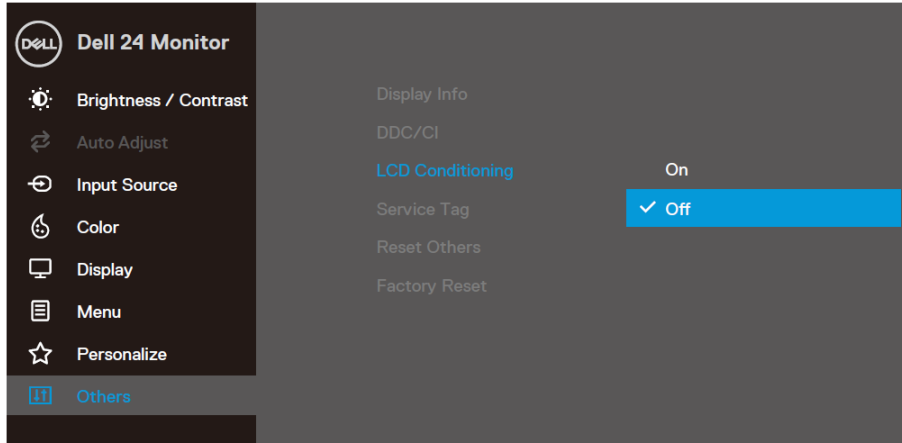 DELL Dell 24 Monitor
Brightness / Contrast
Auto Adjust
Input Source
Color
Display
Menu
Personalize
Others
Display Info
DDC/CI
LCD Conditioning
Service Tag
Reset Others
Factory Reset
On
Off